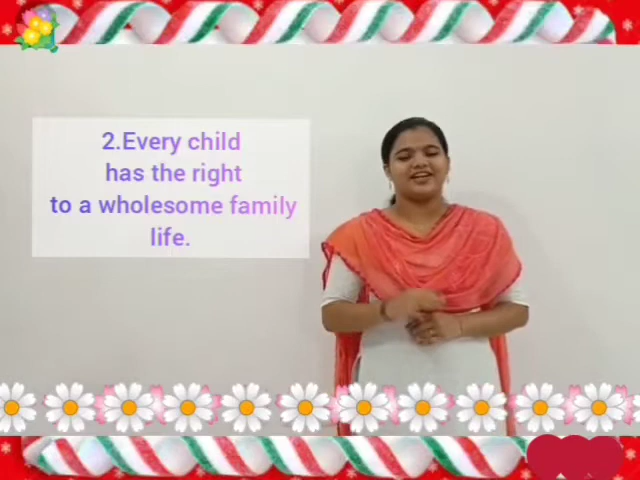 2.Every child
has the right
to a wholesome family
life.